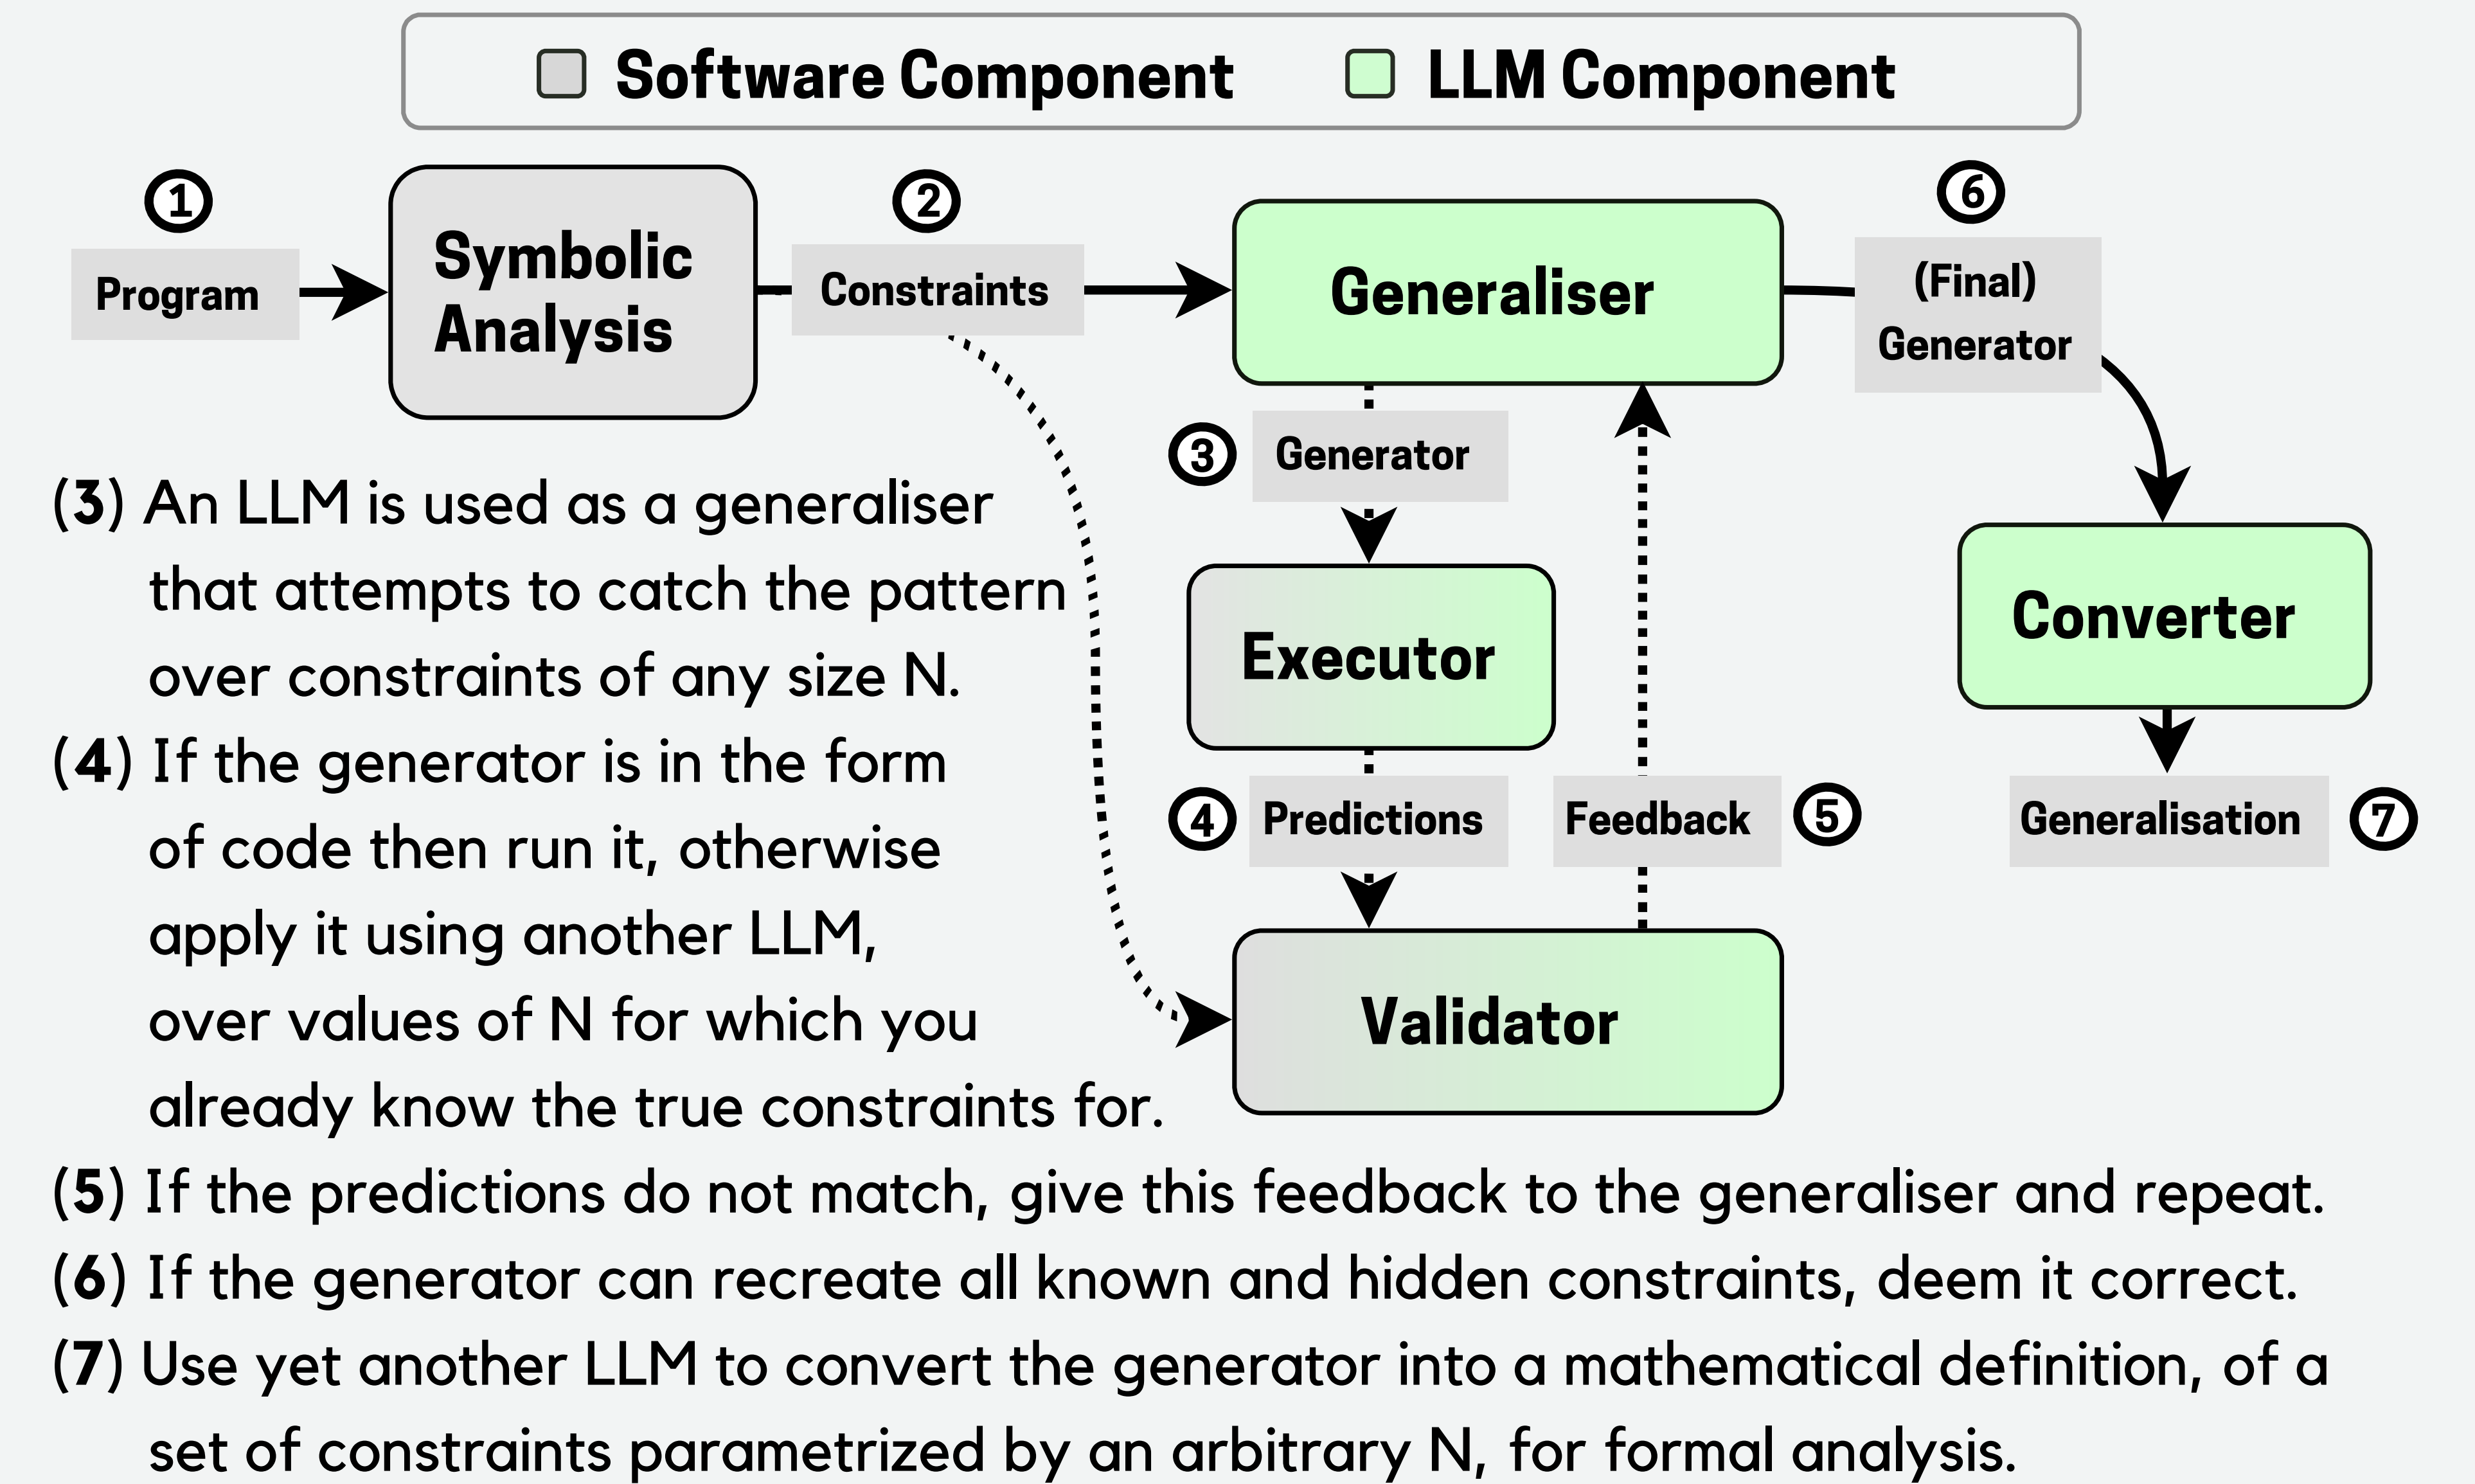 Software Component
LLM Component
1
2
6
Program
Symbolic
Analysis
Constraints
Generaliser
(Final)
Generator
3
Generator
Executor
Converter
4
Predictions
Feedback
5
Generalisation
7
Validator
(3) An LLM is used as a generaliser
that attempts to catch the pattern
over constraints of any size N.
(4) If the generator is in the form
of code then run it, otherwise
apply it using another LLM,
over values of N for which you
already know the true constraints for.
(5) If the predictions do not match, give this feedback to the generaliser and repeat.
(6) If the generator can recreate all known and hidden constraints, deem it correct.
(7) Use yet another LLM to convert the generator into a mathematical definition, of a
set of constraints parametrized by an arbitrary N, for formal analysis.